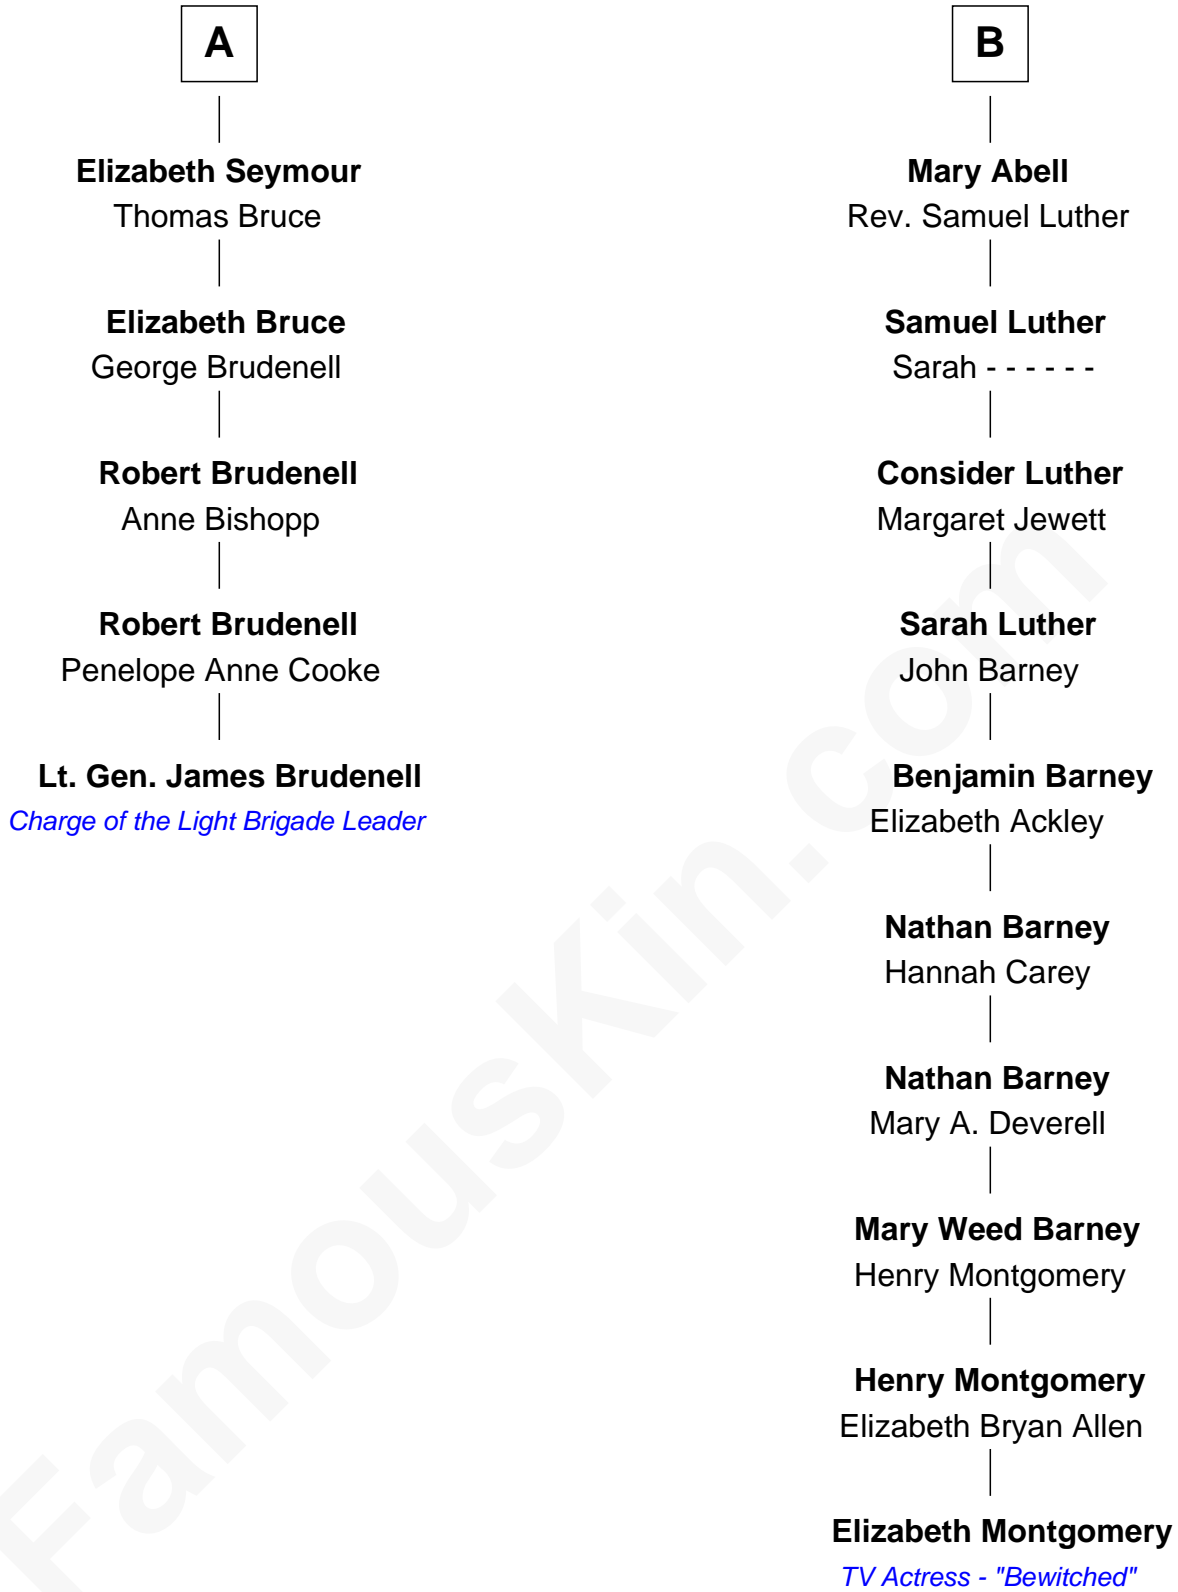 A
Elizabeth Seymour
Thomas Bruce
Elizabeth Bruce
George Brudenell
Robert Brudenell
Anne Bishopp
Robert Brudenell
Penelope Anne Cooke
Lt. Gen. James Brudenell
Charge of the Light Brigade Leader
B
Mary Abell
Rev. Samuel Luther
Samuel Luther
Sarah - - - - - -
Consider Luther
Margaret Jewett
Sarah Luther
John Barney
Benjamin Barney
Elizabeth Ackley
Nathan Barney
Hannah Carey
Nathan Barney
Mary A. Deverell
Mary Weed Barney
Henry Montgomery
Henry Montgomery
Elizabeth Bryan Allen
Elizabeth Montgomery
TV Actress - "Bewitched"
FamousKin.com